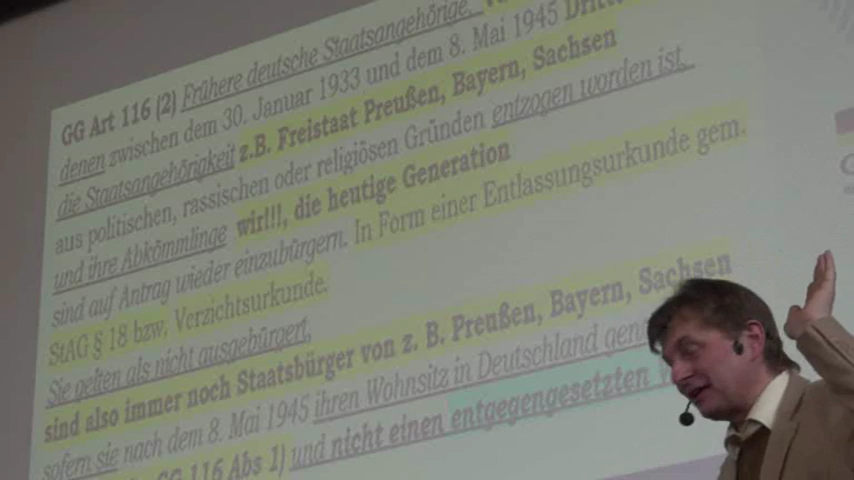 GG Art 116 (2) Frühere deutsche Staatsangehörige,
denen zwischen dem 30. Januar 1933 und dem 8. Mai 1945
die Staatsangehörigkeit z.B. Freistaat Preußen, Bayern, Sachsen
aus politischen, rassischen oder religiösen Gründen entzogen worden ist,
und ihre Abkömmlinge wir!!!, die heutige Generation
sind auf Antrag wieder einzubürgern. In Form einer Entlassungsurkunde gem.
StAG § 18 bzw. Verzichtsurkunde.
Sie gelten als nicht ausgebürgert,
sind also immer noch Staatsbürger von z. B. Preußen, Bayern, Sachsen
sofern sie nach dem 8. Mai 1945 ihren Wohnsitz in Deutschland
GG 116 Abs 1) und nicht einen entgegengesetzten